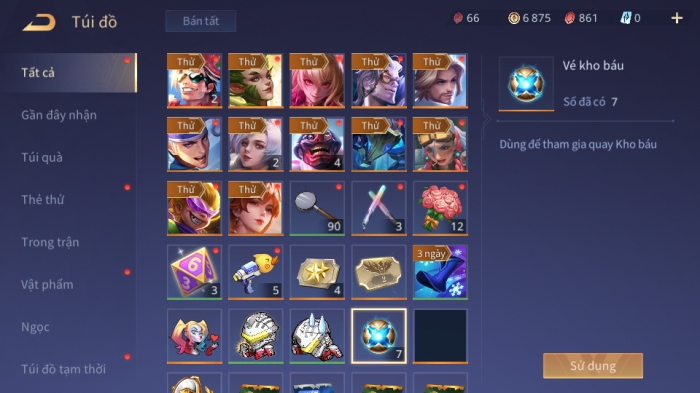 Túi đồ
Bán tất
66
6 875
861
0
Tất cả
Gần đây nhận
Túi quà
Thẻ thử
Trong trận
Vật phẩm
Ngọc
Túi đồ tạm thời
Thử
Thử
Thử
Thử
Thử
2
Thử
Thử
Thử
Thử
Thử
2
4
Thử
Thử
90
3
12
6
3
3
5
4
2
3 ngày
7
Vé kho báu
Số đã có 7
Dùng để tham gia quay Kho báu
Sử dụng